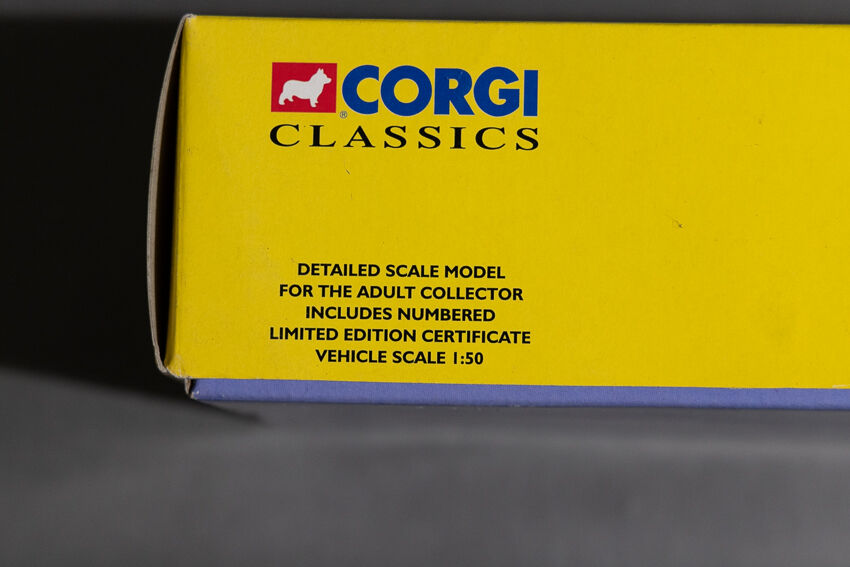 CORGI
®
CLASSICS
DETAILED SCALE MODEL
FOR THE ADULT COLLECTOR
INCLUDES NUMBERED
LIMITED EDITION CERTIFICATE
VEHICLE SCALE 1:50